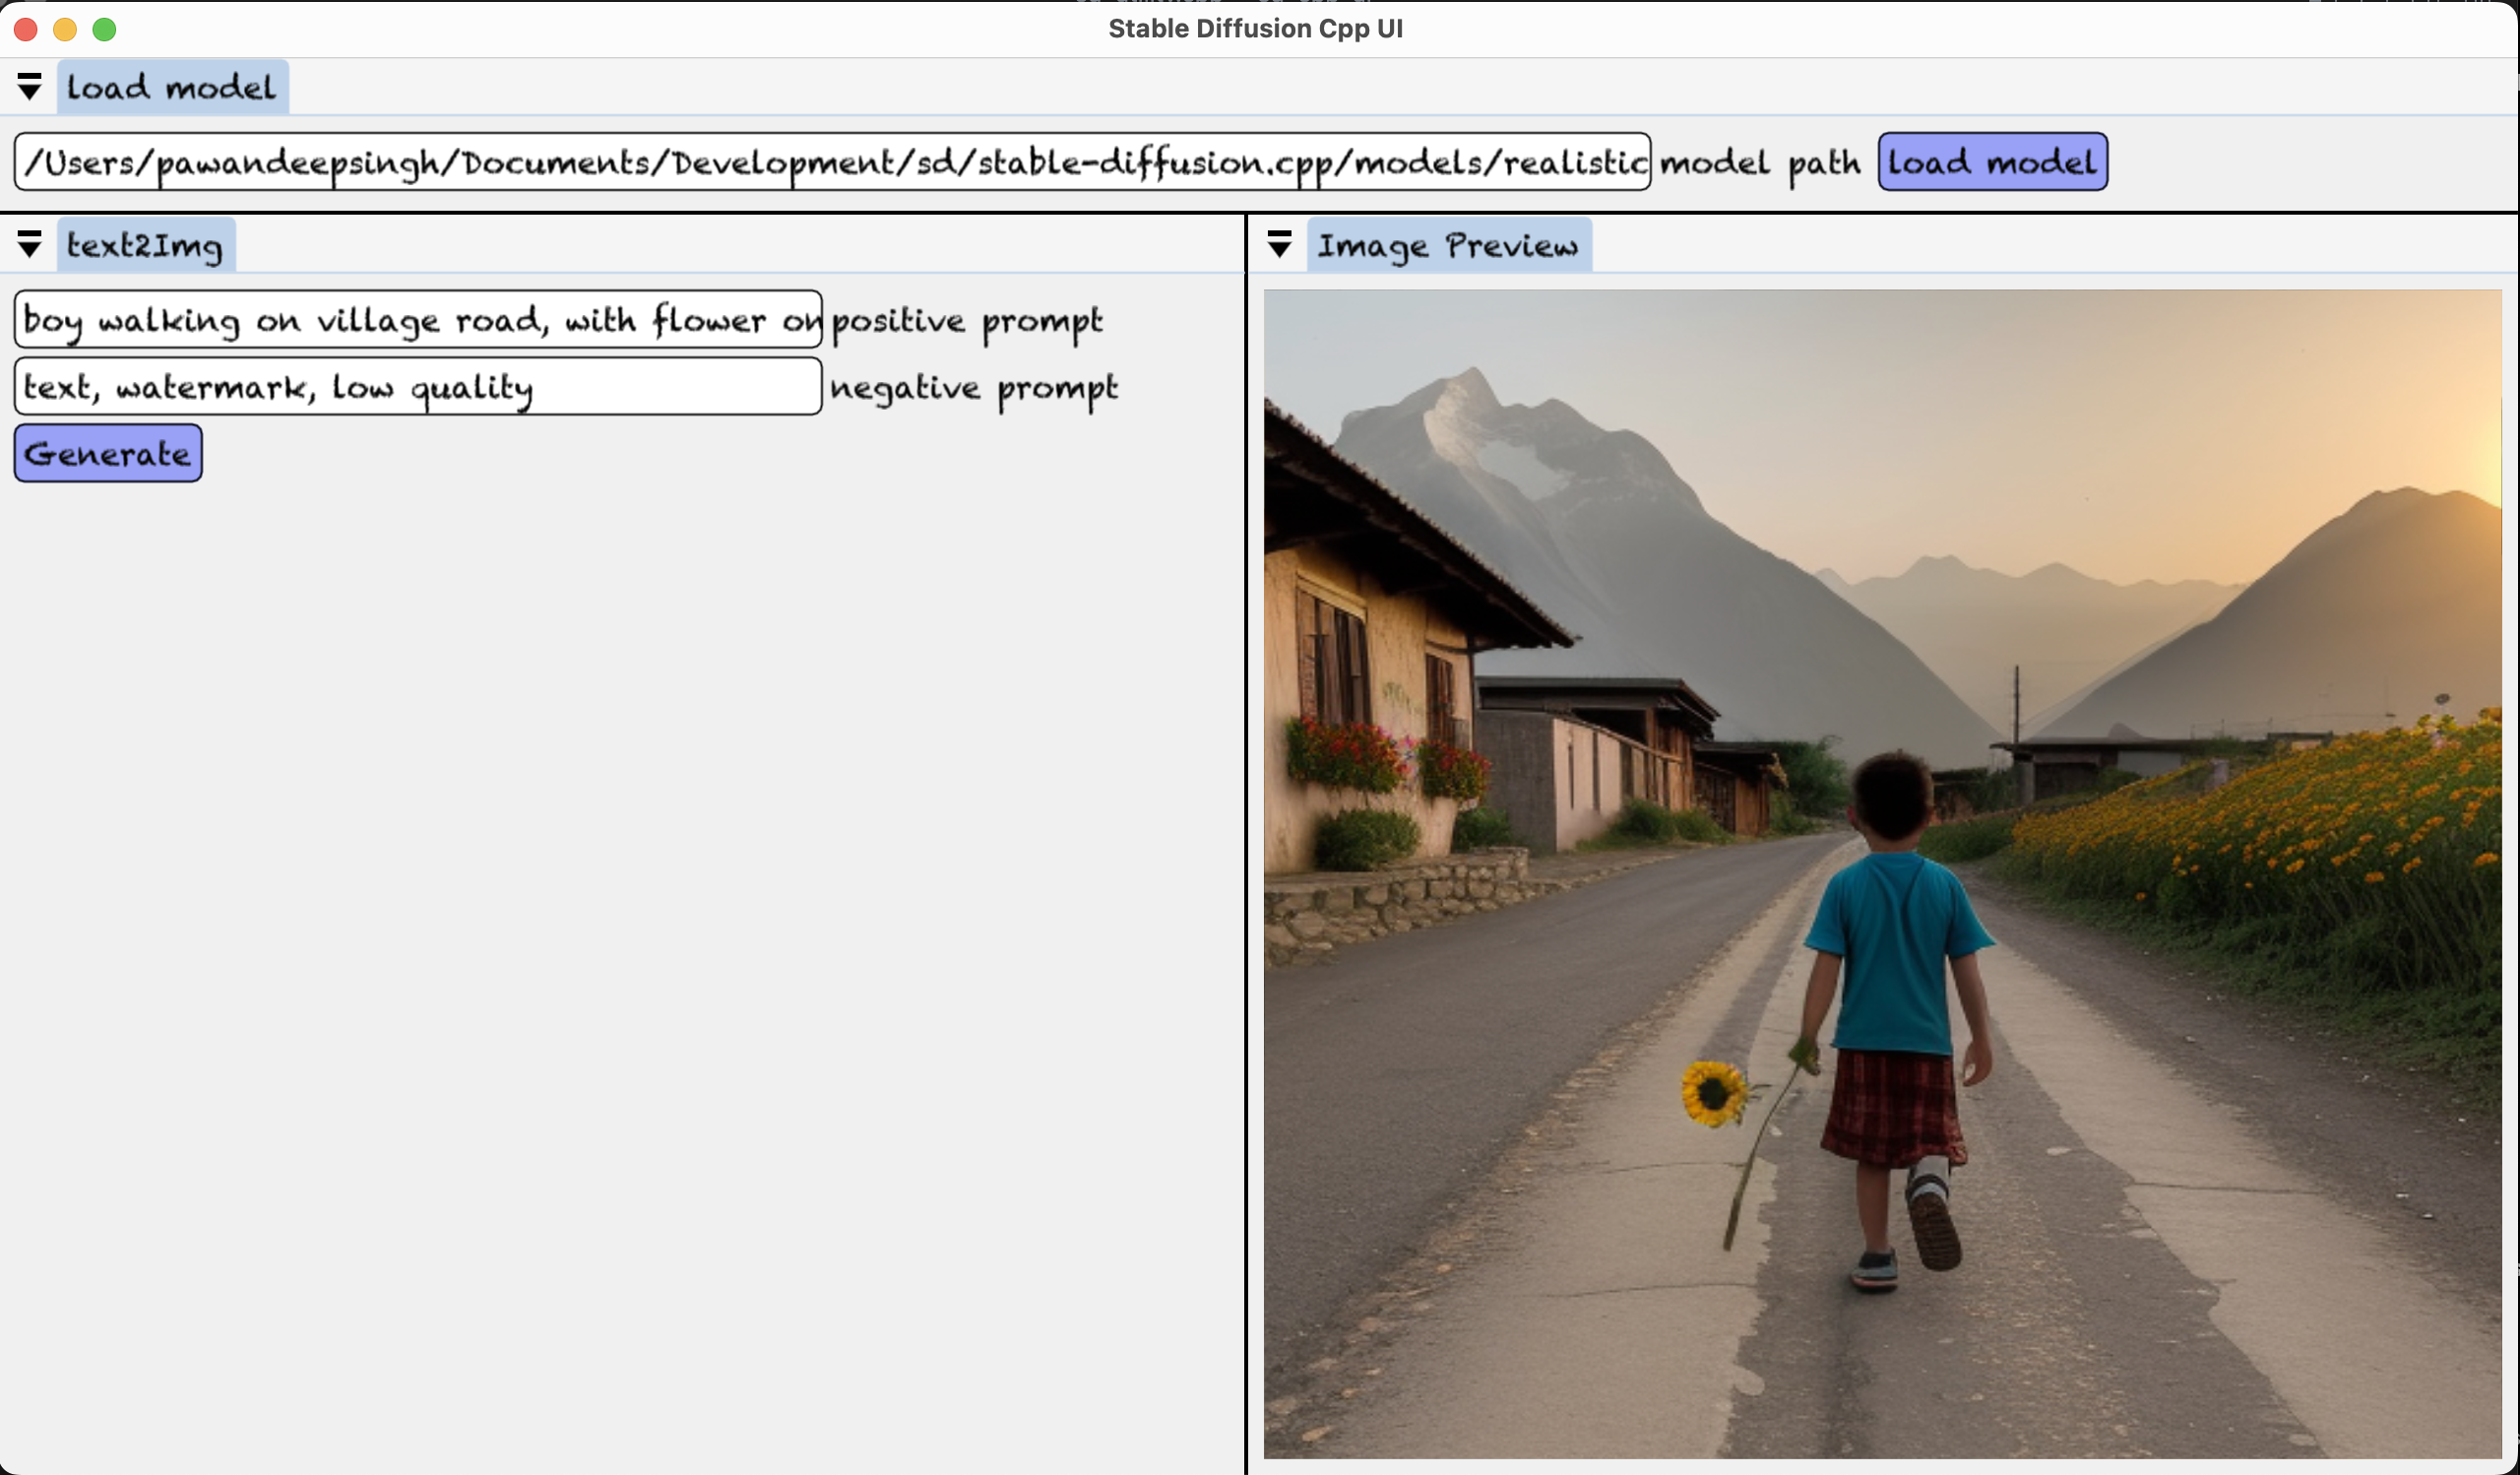 Stable Diffusion Cpp UI
load model
/Users/pawandeepsingh/Documents/Development/sd/stable-diffusion.cpp/models/realistic model path load model
text2Img
boy walking on village road, with flower on positive prompt
text, watermark, low quality negative prompt
Generate
Image Preview